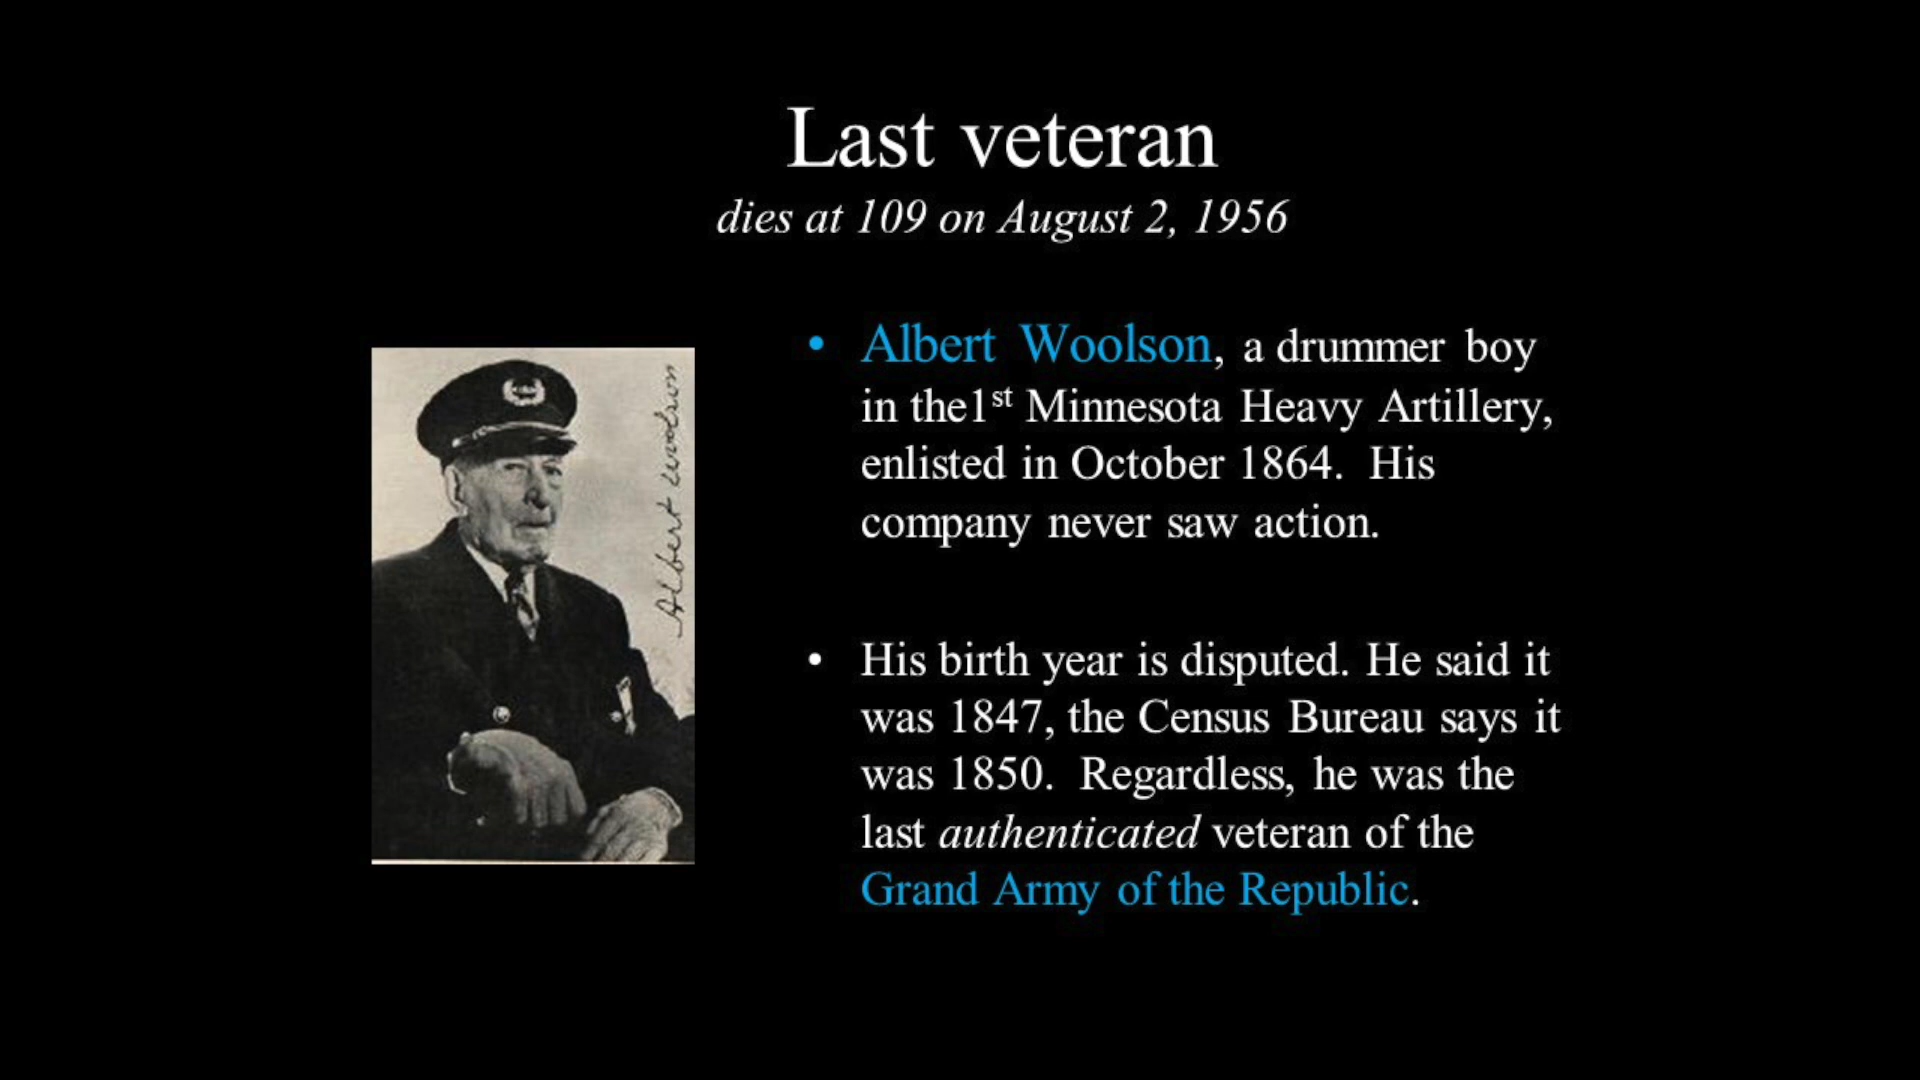 Last veteran
dies at 109 on August 2, 1956
Albert Woolson
• Albert Woolson, a drummer boy
in the1st Minnesota Heavy Artillery,
enlisted in October 1864. His
company never saw action.
• His birth year is disputed. He said it
was 1847, the Census Bureau says it
was 1850. Regardless, he was the
last authenticated veteran of the
Grand Army of the Republic.